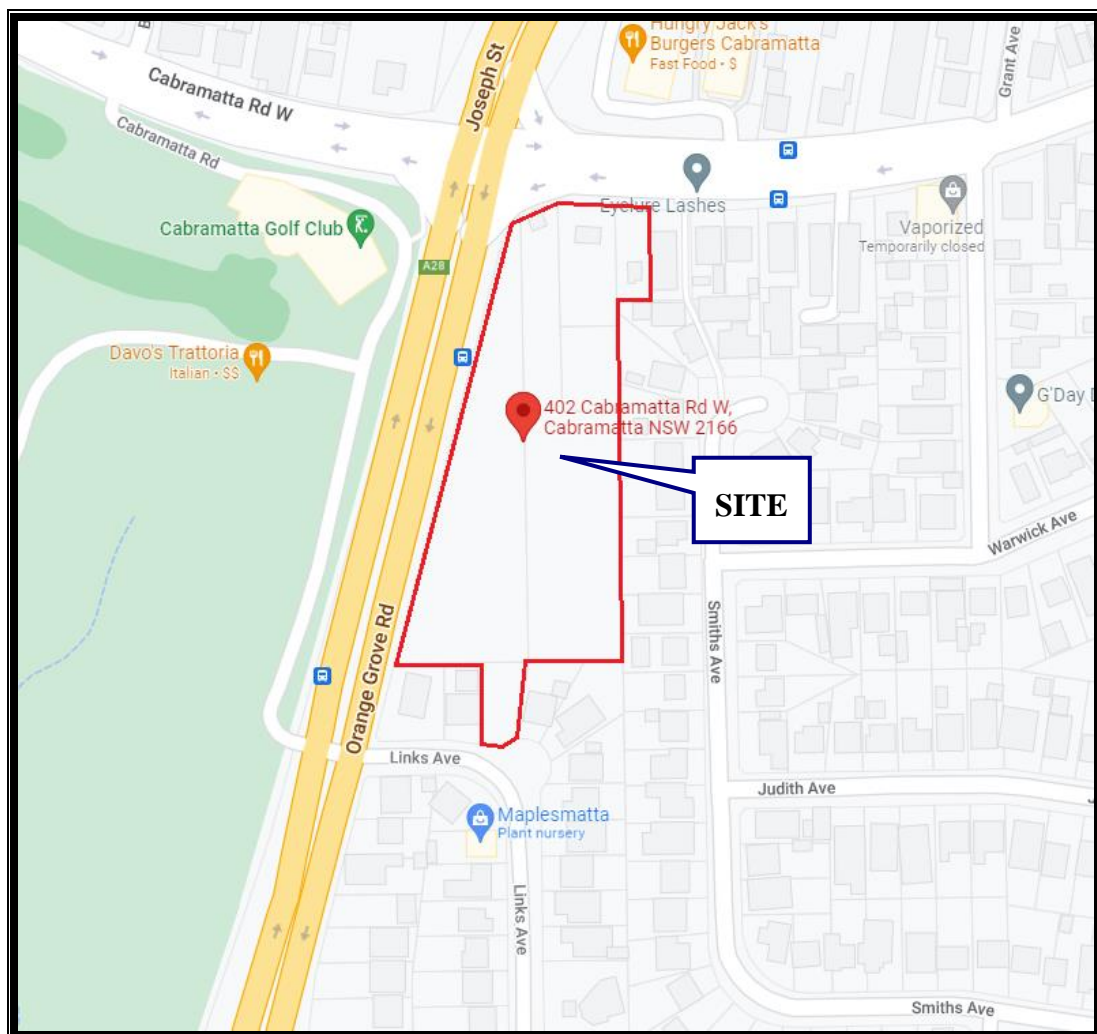 Hungry Jack's
Burgers Cabramatta
Fast Food • $
Joseph St
Grant Ave
Cabramatta Rd W
Cabramatta Rd
Eyelure Lashes
Vaporized
Temporarily closed
Cabramatta Golf Club
A28
Davo's Trattoria
Italian • $$
402 Cabramatta Rd W,
Cabramatta NSW 2166
G'Day
SITE
Warwick Ave
Smiths Ave
Orange Grove Rd
Links Ave
Judith Ave
Maplesmatta
Plant nursery
Links Ave
Smiths Ave